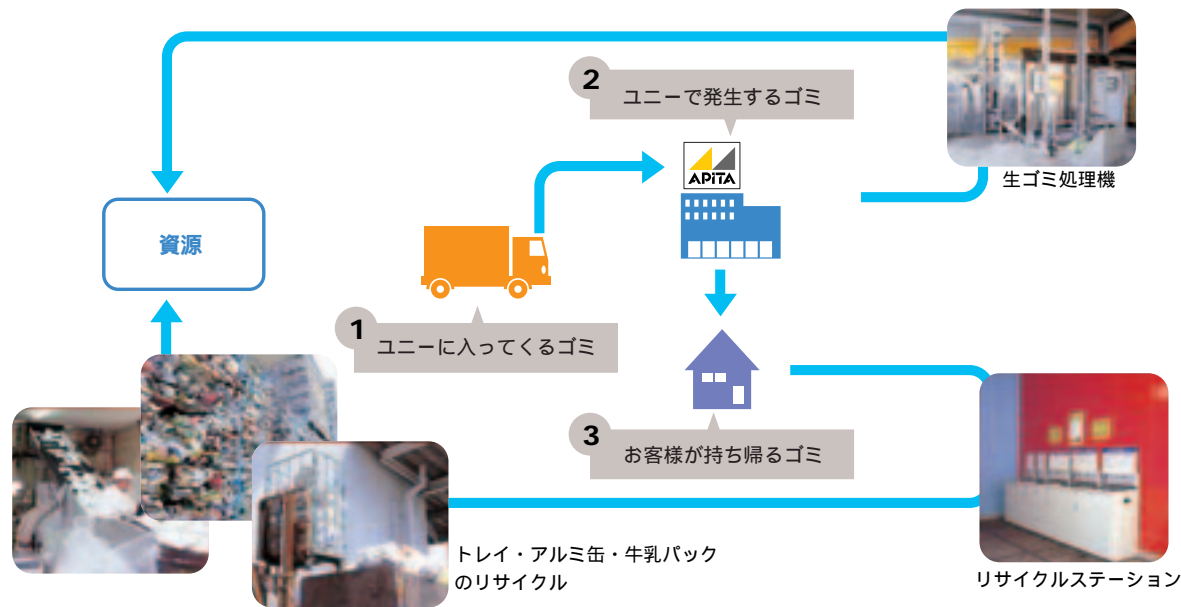 2
ユニーで発生するゴミ
APiTA
生ゴミ処理機
資源
1
ユニーに入ってくるゴミ
3
お客様が持ち帰るゴミ
トレイ・アルミ缶・牛乳パック
のリサイクル
リサイクルステーション